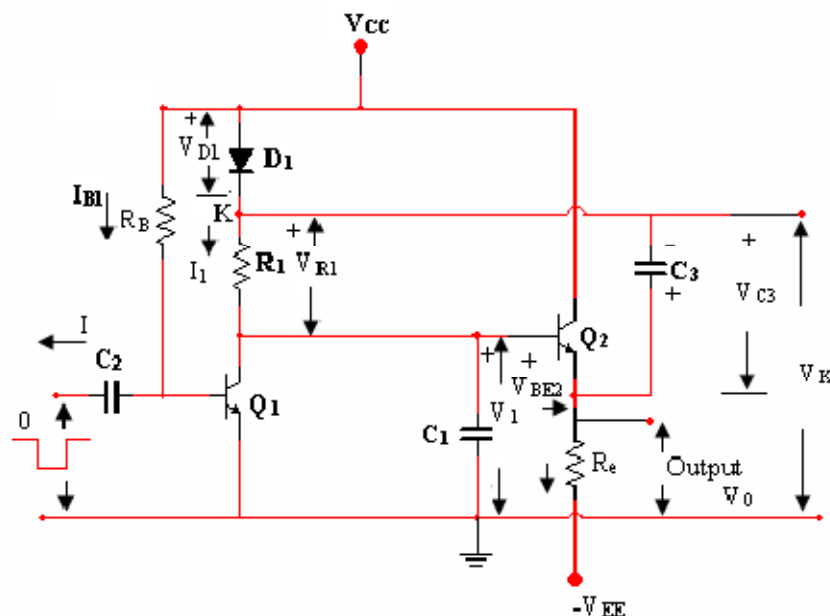 VCC
+
VD1
D1
IB1
RB
K
I1
+
R1
VR1
-
C3
+
+
VC3
VK
I
C2
Q1
0
+
+
Q2
VBE2
V1
C1
Re
Output
V0
-VEE